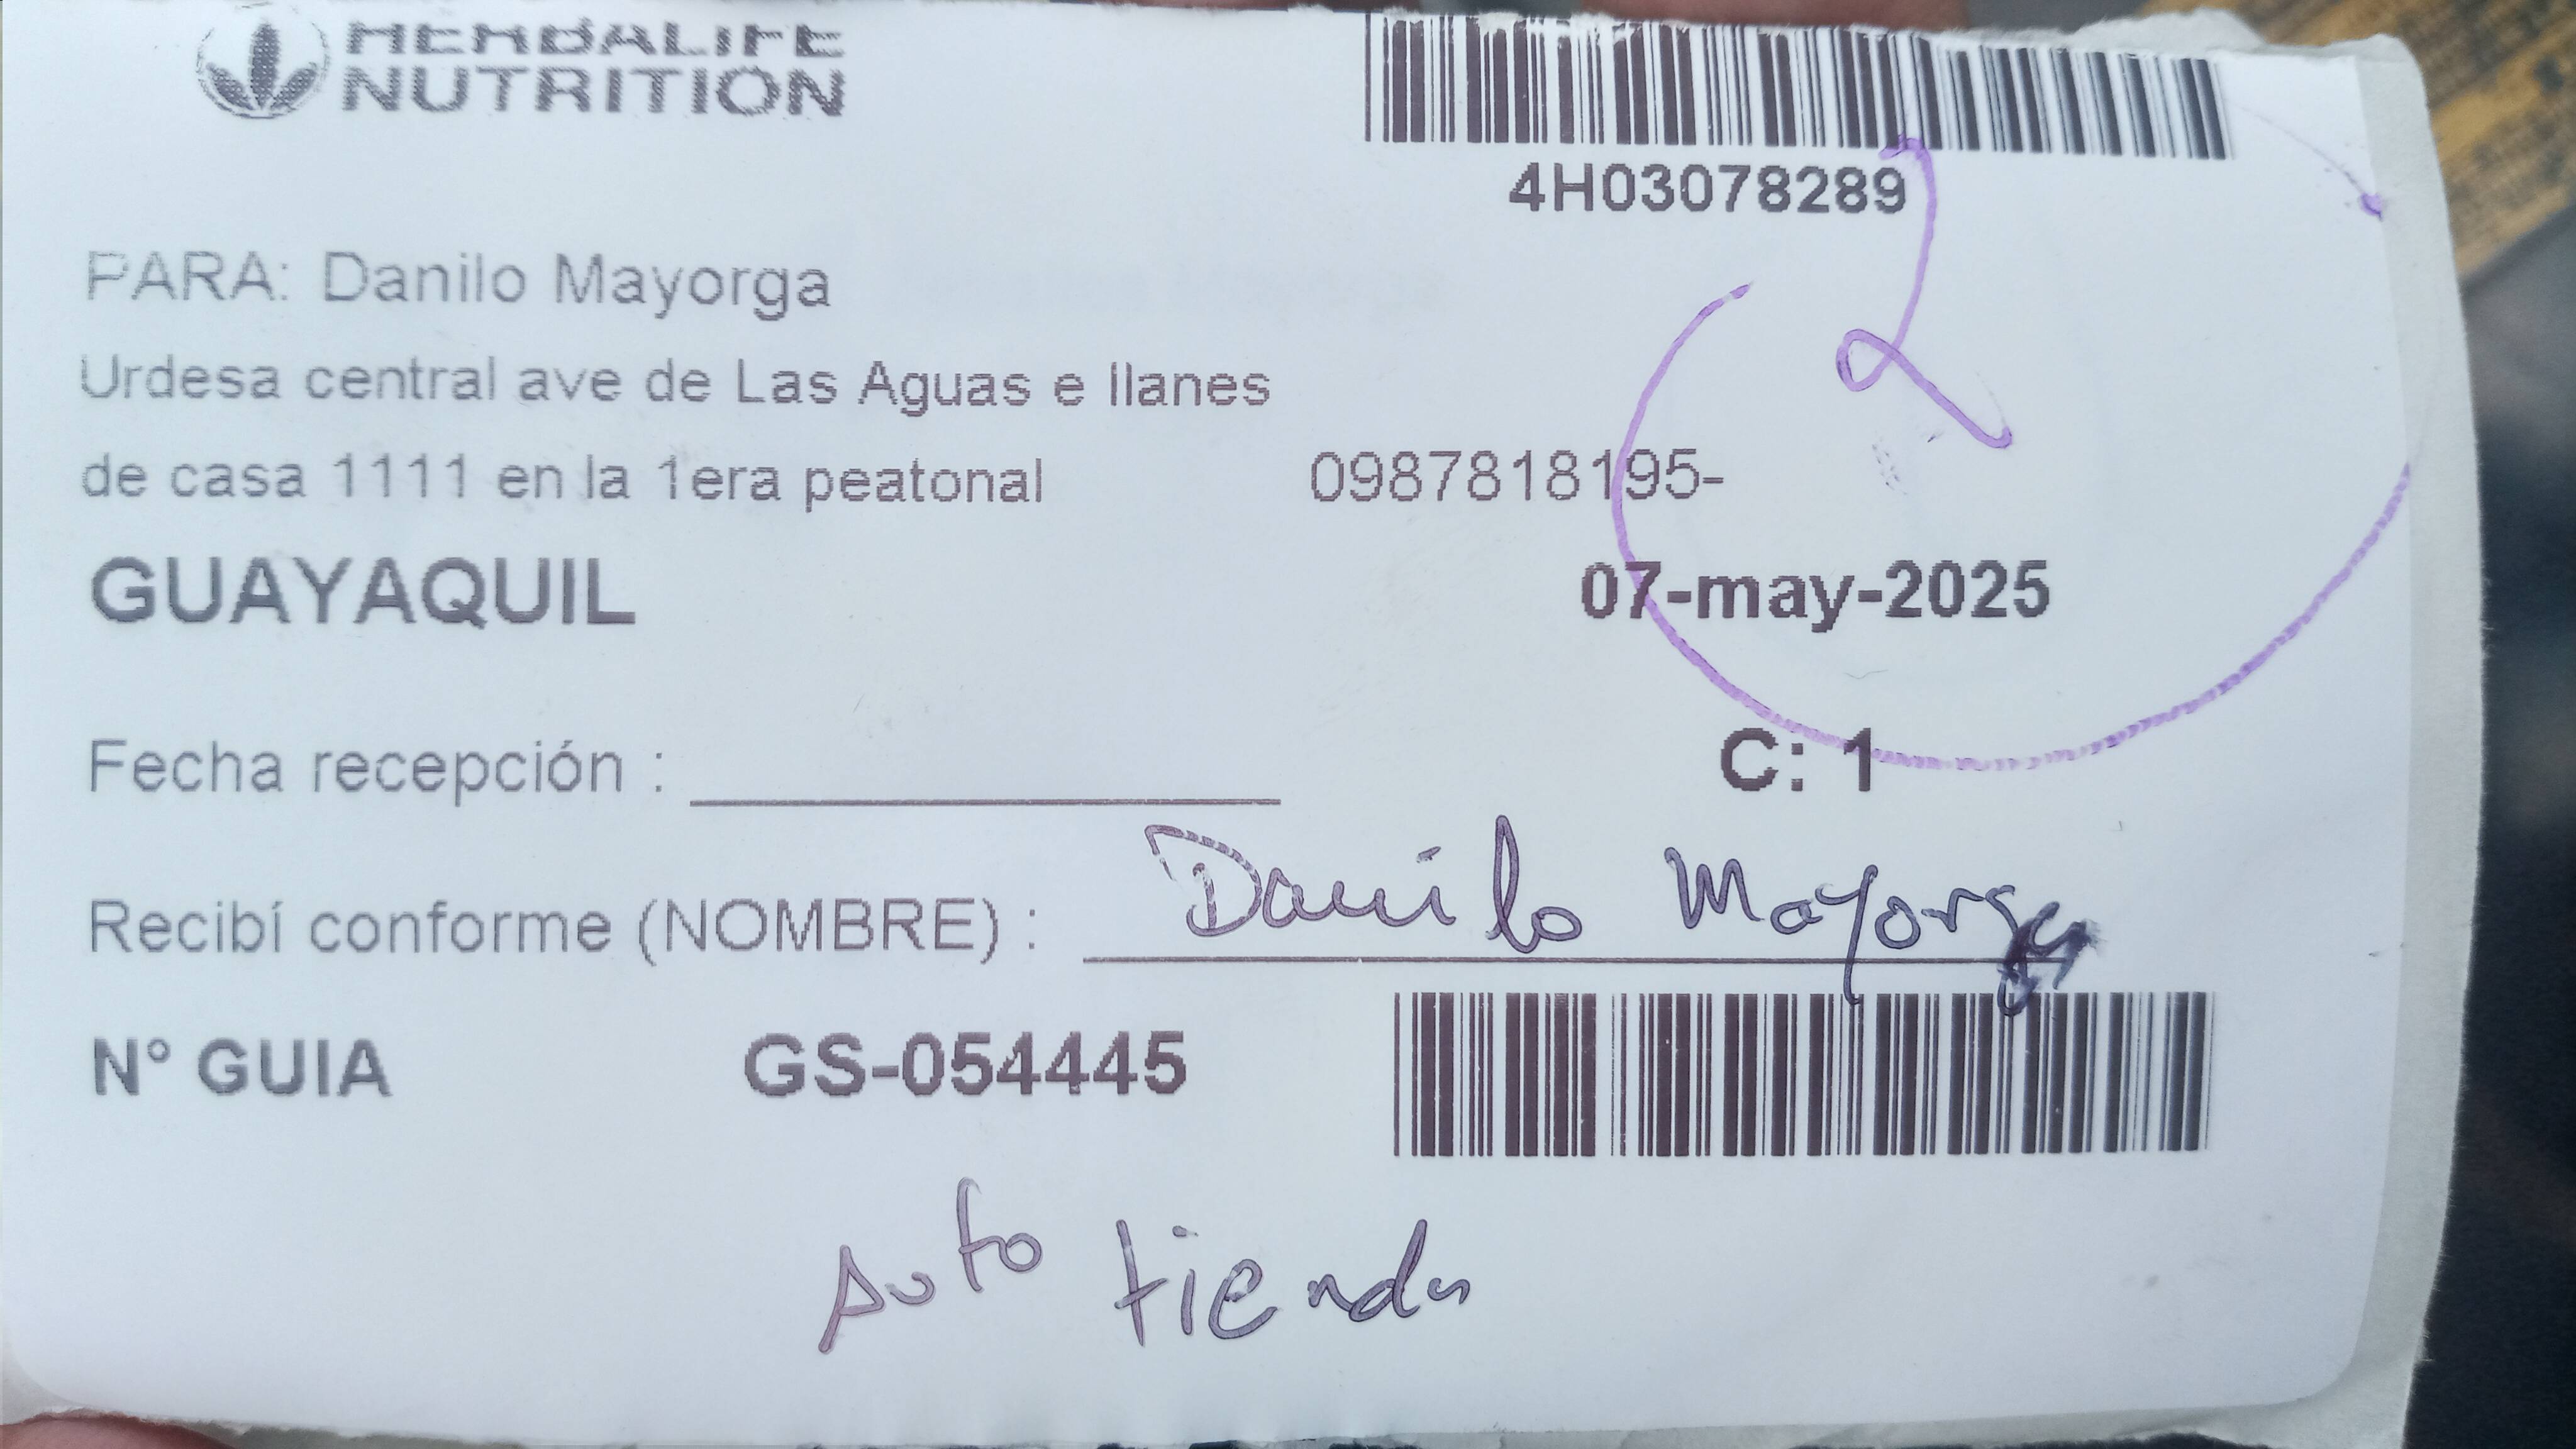 HERBALIFE
NUTRITION
4H03078289
2
PARA: Danilo Mayorga
Urdesa central ave de Las Aguas e Ilanes
de casa 1111 en la 1era peatonal 0987818195-
GUAYAQUIL 07-may-2025
Fecha recepción : C: 1
Recibí conforme (NOMBRE) : Danilo Mayorga
N° GUIA GS-054445
Auto tienda